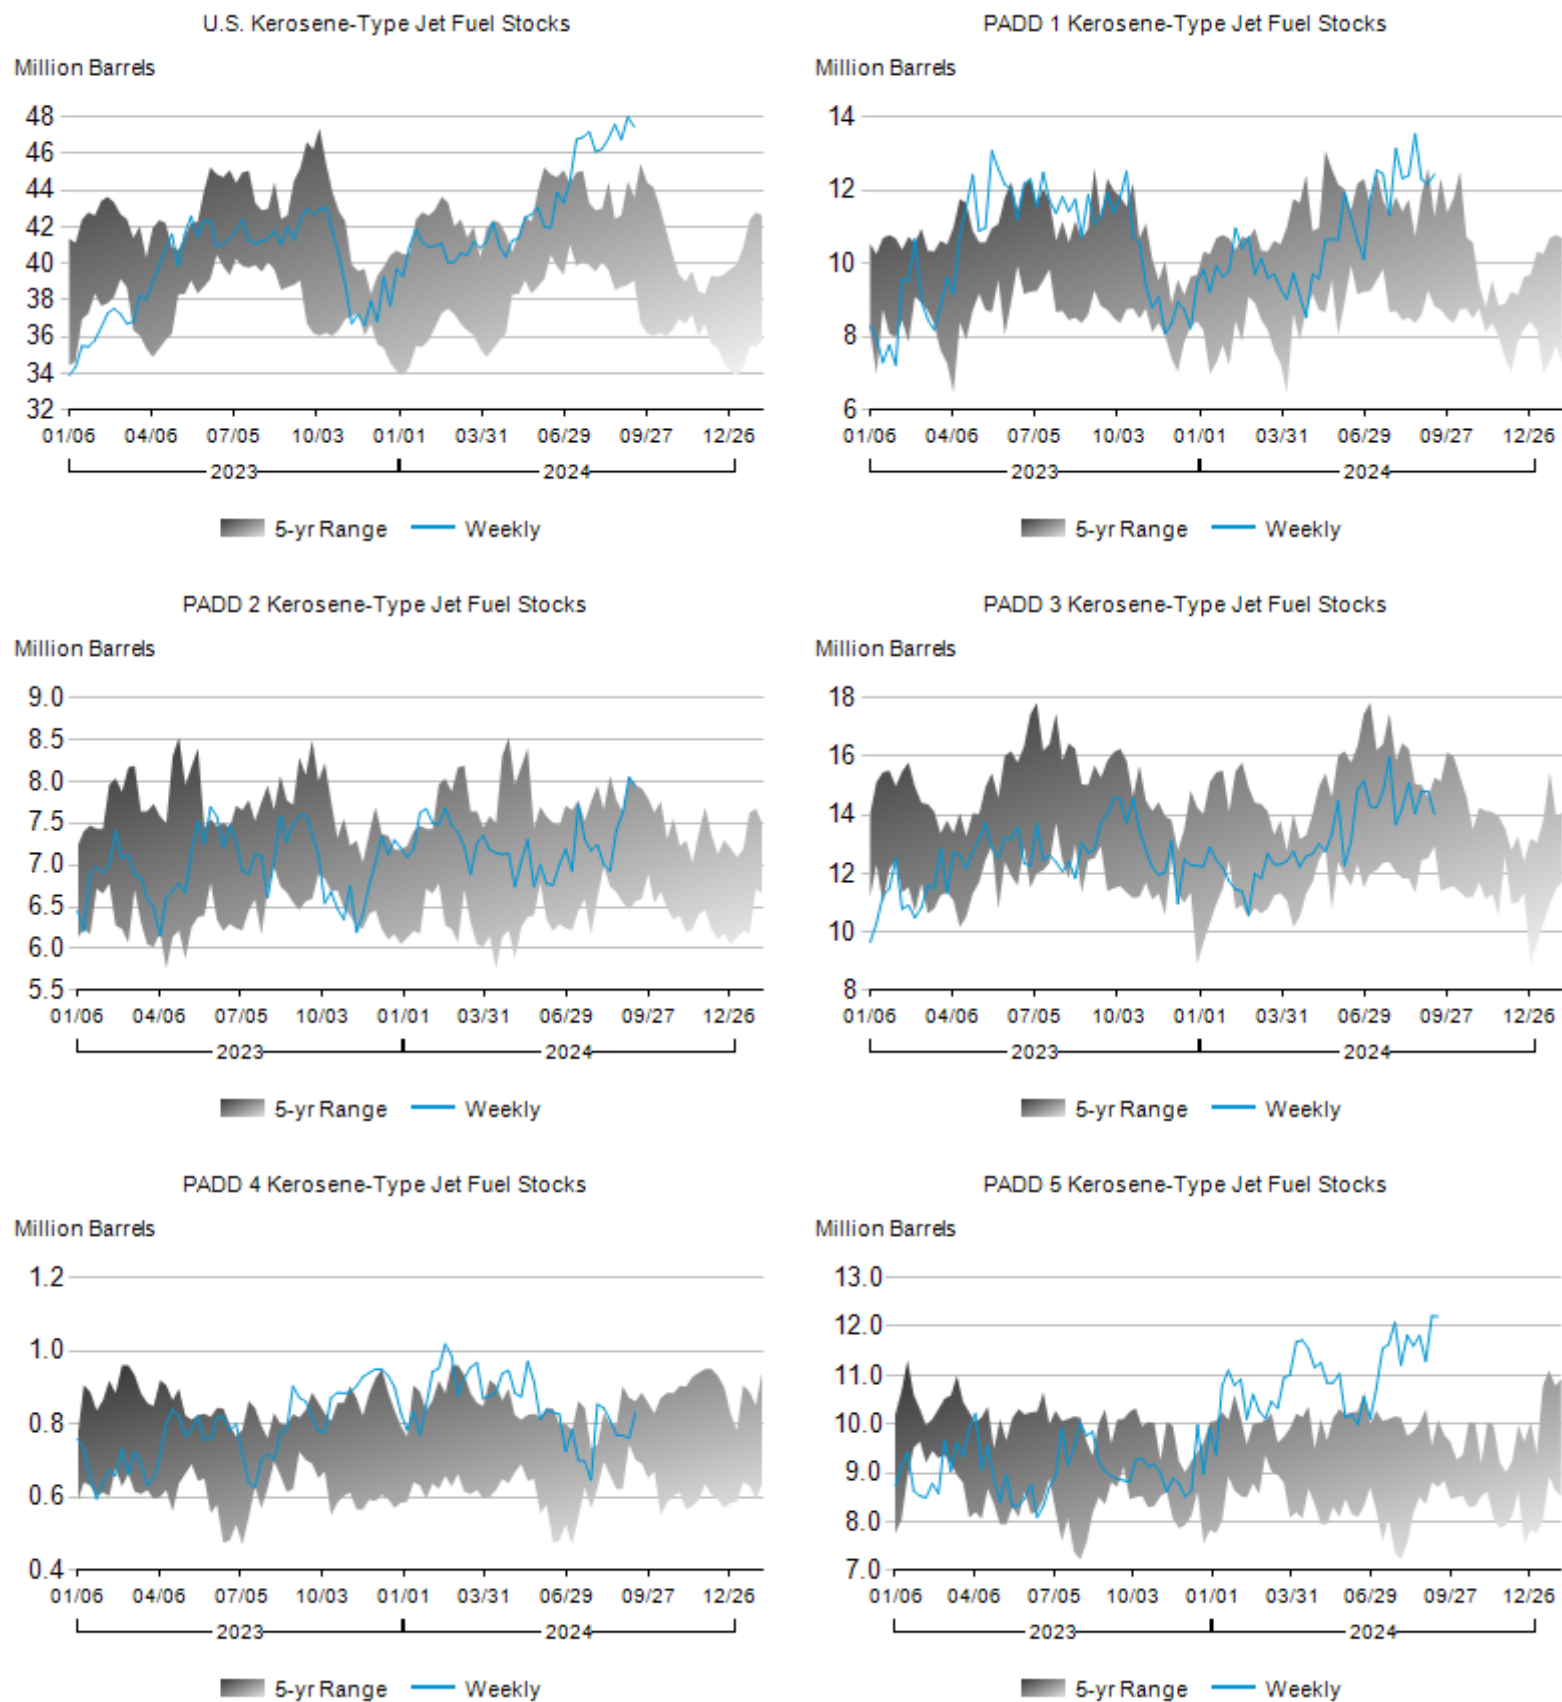 U.S. Kerosene-Type Jet Fuel Stocks
Million Barrels
48
46
44
42
40
38
36
34
32
01/06 04/06 07/05 10/03 01/01 03/31 06/29 09/27 12/26
2023 2024
5-yr Range Weekly
PADD 1 Kerosene-Type Jet Fuel Stocks
Million Barrels
14
12
10
8
6
01/06 04/06 07/05 10/03 01/01 03/31 06/29 09/27 12/26
2023 2024
5-yr Range Weekly
PADD 2 Kerosene-Type Jet Fuel Stocks
Million Barrels
9.0
8.5
8.0
7.5
7.0
6.5
6.0
5.5
01/06 04/06 07/05 10/03 01/01 03/31 06/29 09/27 12/26
2023 2024
5-yr Range Weekly
PADD 3 Kerosene-Type Jet Fuel Stocks
Million Barrels
18
16
14
12
10
8
01/06 04/06 07/05 10/03 01/01 03/31 06/29 09/27 12/26
2023 2024
5-yr Range Weekly
PADD 4 Kerosene-Type Jet Fuel Stocks
Million Barrels
1.2
1.0
0.8
0.6
0.4
01/06 04/06 07/05 10/03 01/01 03/31 06/29 09/27 12/26
2023 2024
5-yr Range Weekly
PADD 5 Kerosene-Type Jet Fuel Stocks
Million Barrels
13.0
12.0
11.0
10.0
9.0
8.0
7.0
01/06 04/06 07/05 10/03 01/01 03/31 06/29 09/27 12/26
2023 2024
5-yr Range Weekly